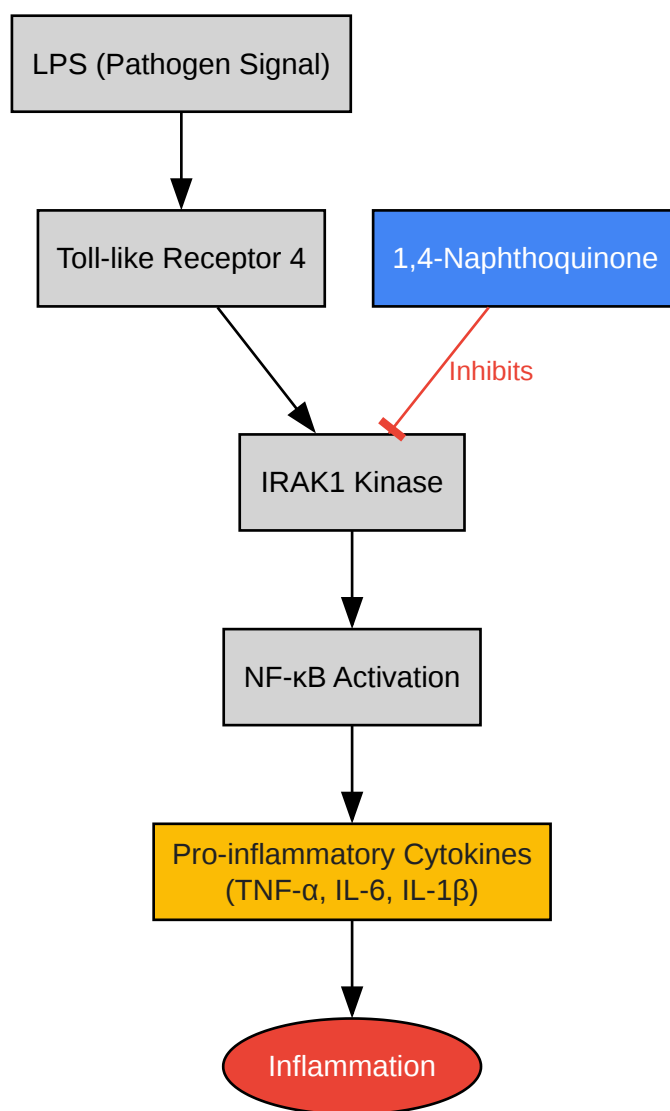 LPS (Pathogen Signal)
Toll-like Receptor 4
1,4-Naphthoquinone
Inhibits
IRAK1 Kinase
NF-κB Activation
Pro-inflammatory Cytokines
(TNF-α, IL-6, IL-1β)
Inflammation